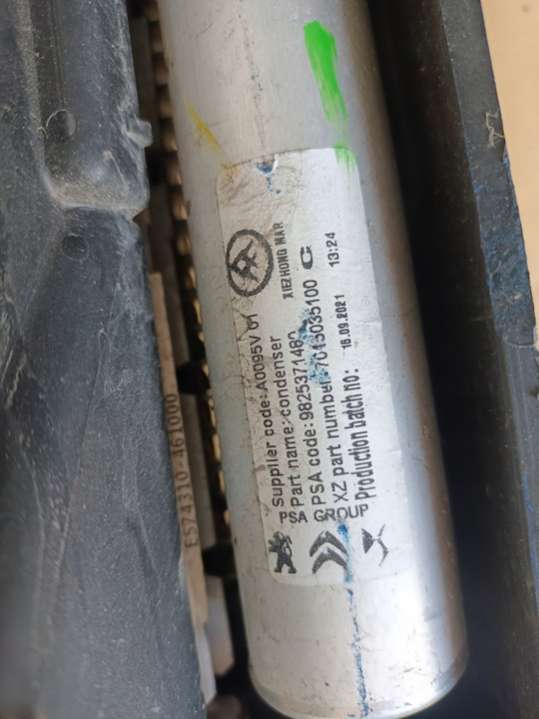 XIEZHONG MAR
Supplier code: A0095V 01
Part name: condenser
PSA code: 9825371480
XZ part number: 7013035100 C
Production batch no: 16.09.2021 13:24
PSA GROUP
E574310-461000